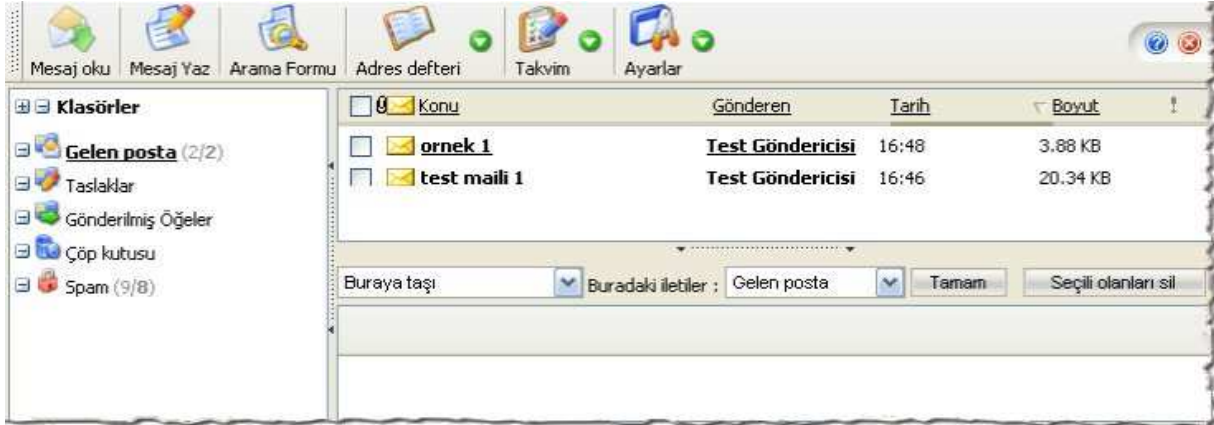 Mesaj oku Mesaj Yaz Arama Formu Adres defteri Takvim Ayarlar
Klasörler
Gelen posta (2/2)
Taslaklar
Gönderilmiş Öğeler
Çöp kutusu
Spam (9/8)
Konu Gönderen Tarih Boyut !
ornek 1 Test Göndericisi 16:48 3.88 KB
test maili 1 Test Göndericisi 16:46 20.34 KB
Buraya taşı Buradaki iletiler : Gelen posta Tamam Seçili olanları sil